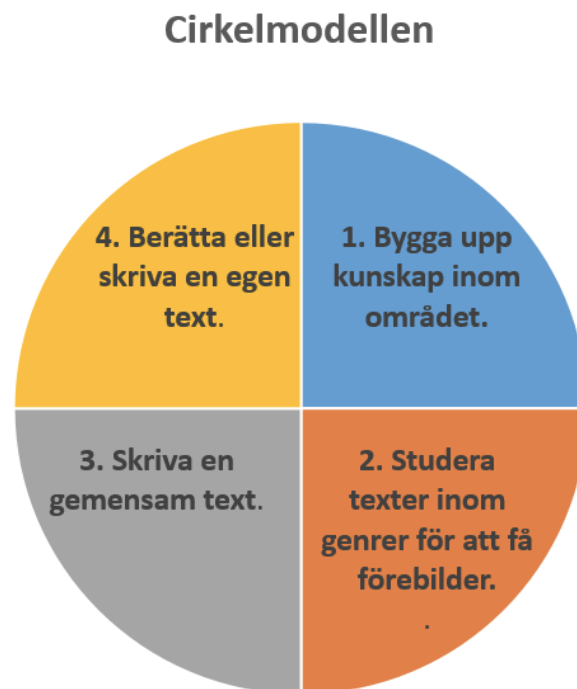 Cirkelmodellen
1. Bygga upp
kunskap inom
området.
2. Studera
texter inom
genrer för att få
förebilder.
.
3. Skriva en
gemensam text.
4. Berätta eller
skriva en egen
text.